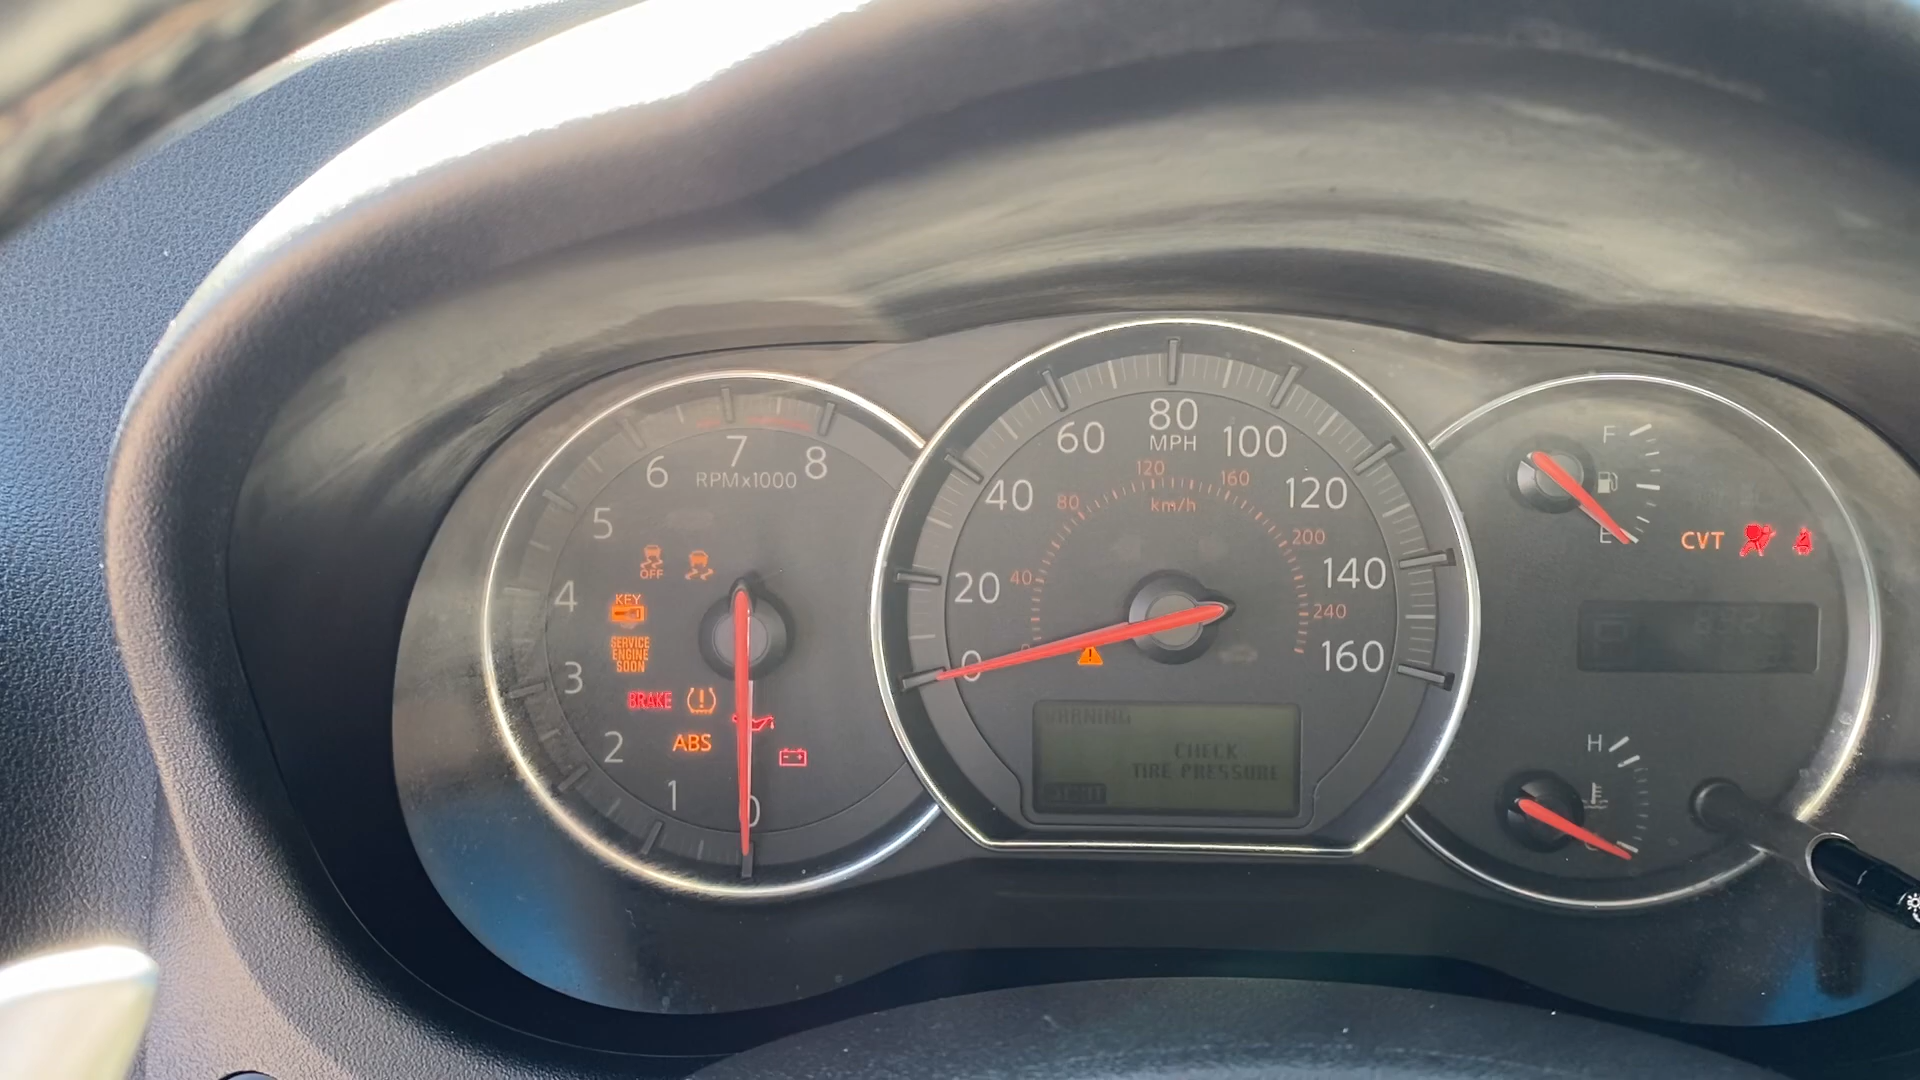 7
6
8
RPMx1000
5
OFF
4
KEY
SERVICE
ENGINE
SOON
3
BRAKE
ABS
2
1
0
80
MPH
60
100
40
120
20
140
0
160
120
80
160
km/h
200
40
240
WARNING
CHECK
TIRE PRESSURE
F
E
CVT
P
H